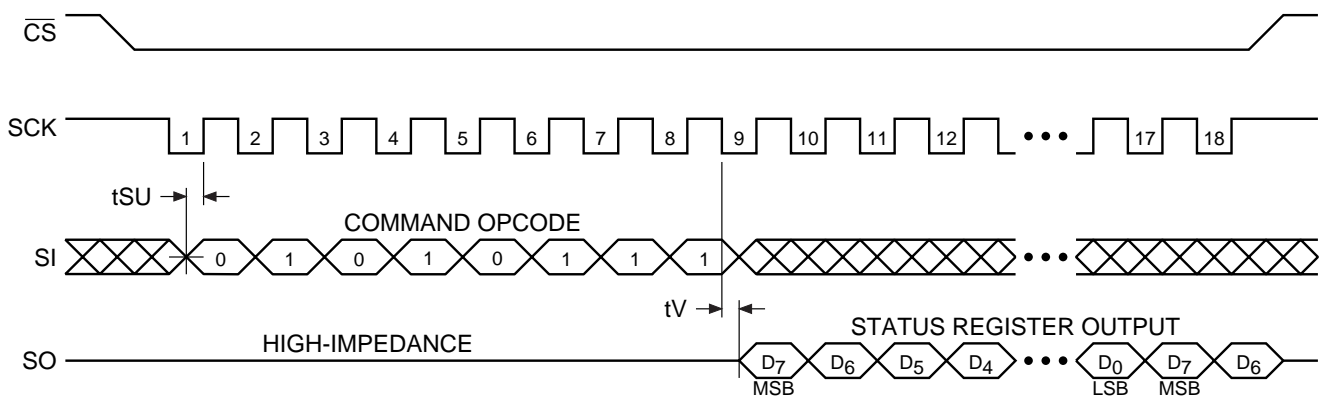 CS
SCK 1 2 3 4 5 6 7 8 9 10 11 12 17 18
tSU
COMMAND OPCODE
SI 0 1 0 1 0 1 1 1
tV
HIGH-IMPEDANCE
STATUS REGISTER OUTPUT
SO D7 D6 D5 D4 D0 D7 D6
MSB LSB MSB